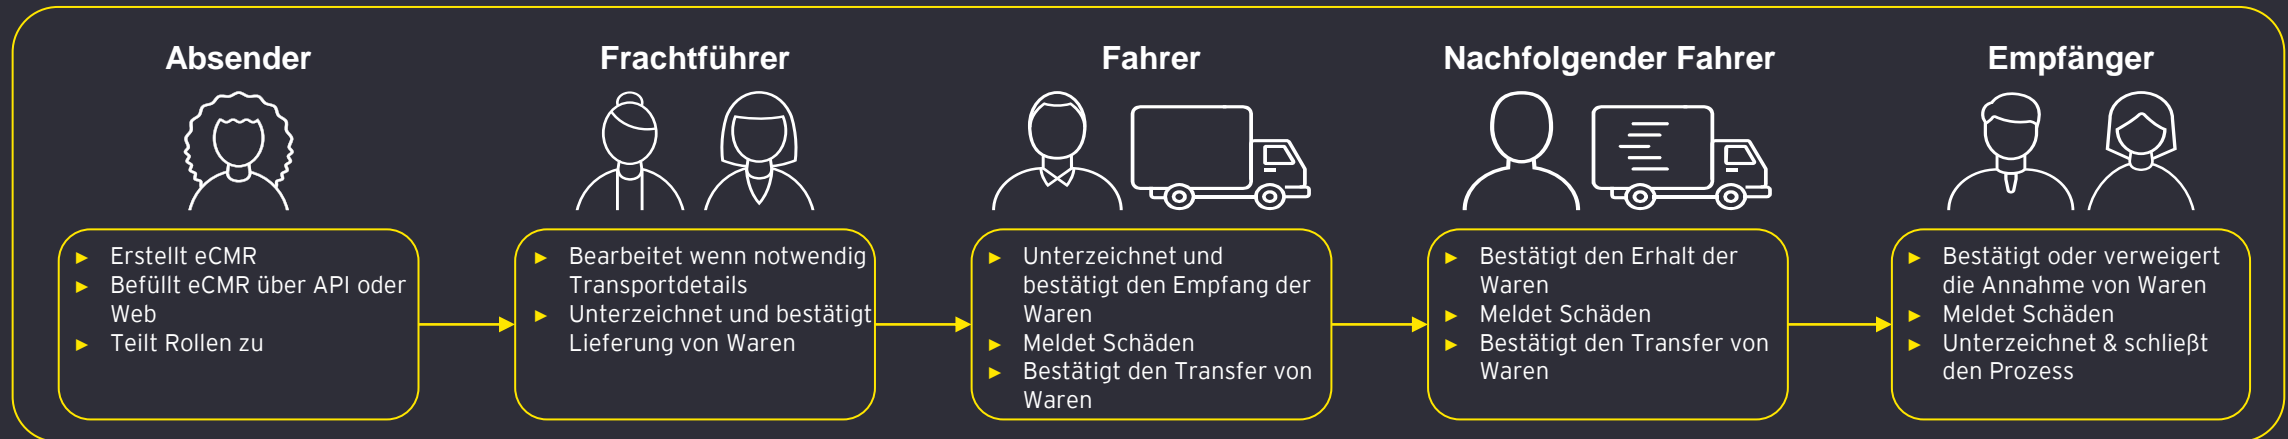 Absender
► Erstellt eCMR
► Befüllt eCMR über API oder
Web
► Teilt Rollen zu
Frachtführer
► Bearbeitet wenn notwendig
Transportdetails
► Unterzeichnet und bestätigt
Lieferung von Waren
Fahrer
► Unterzeichnet und
bestätigt den Empfang der
Waren
► Meldet Schäden
► Bestätigt den Transfer von
Waren
Nachfolgender Fahrer
► Bestätigt den Erhalt der
Waren
► Meldet Schäden
► Bestätigt den Transfer von
Waren
Empfänger
► Bestätigt oder verweigert
die Annahme von Waren
► Meldet Schäden
► Unterzeichnet & schließt
den Prozess